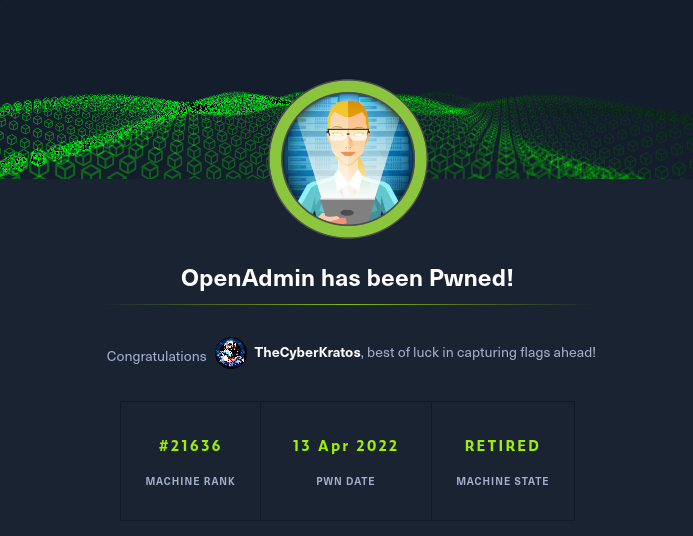 OpenAdmin has been Pwned!
Congratulations TheCyberKratos, best of luck in capturing flags ahead!
#21636 13 Apr 2022 RETIRED
MACHINE RANK PWN DATE MACHINE STATE